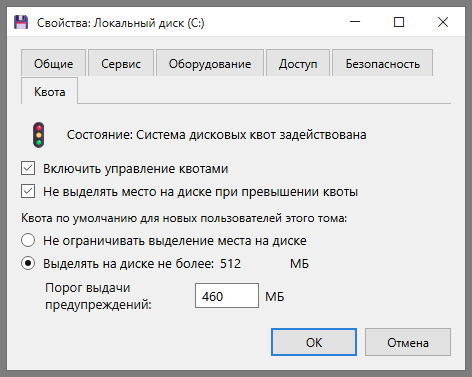 Свойства: Локальный диск (C:)
Общие Сервис Оборудование Доступ Безопасность
Квота
Состояние: Система дисковых квот задействована
Включить управление квотами
Не выделять место на диске при превышении квоты
Квота по умолчанию для новых пользователей этого тома:
Не ограничивать выделение места на диске
Выделять на диске не более: 512 МБ
Порог выдачи
предупреждений: 460 МБ
ОК Отмена